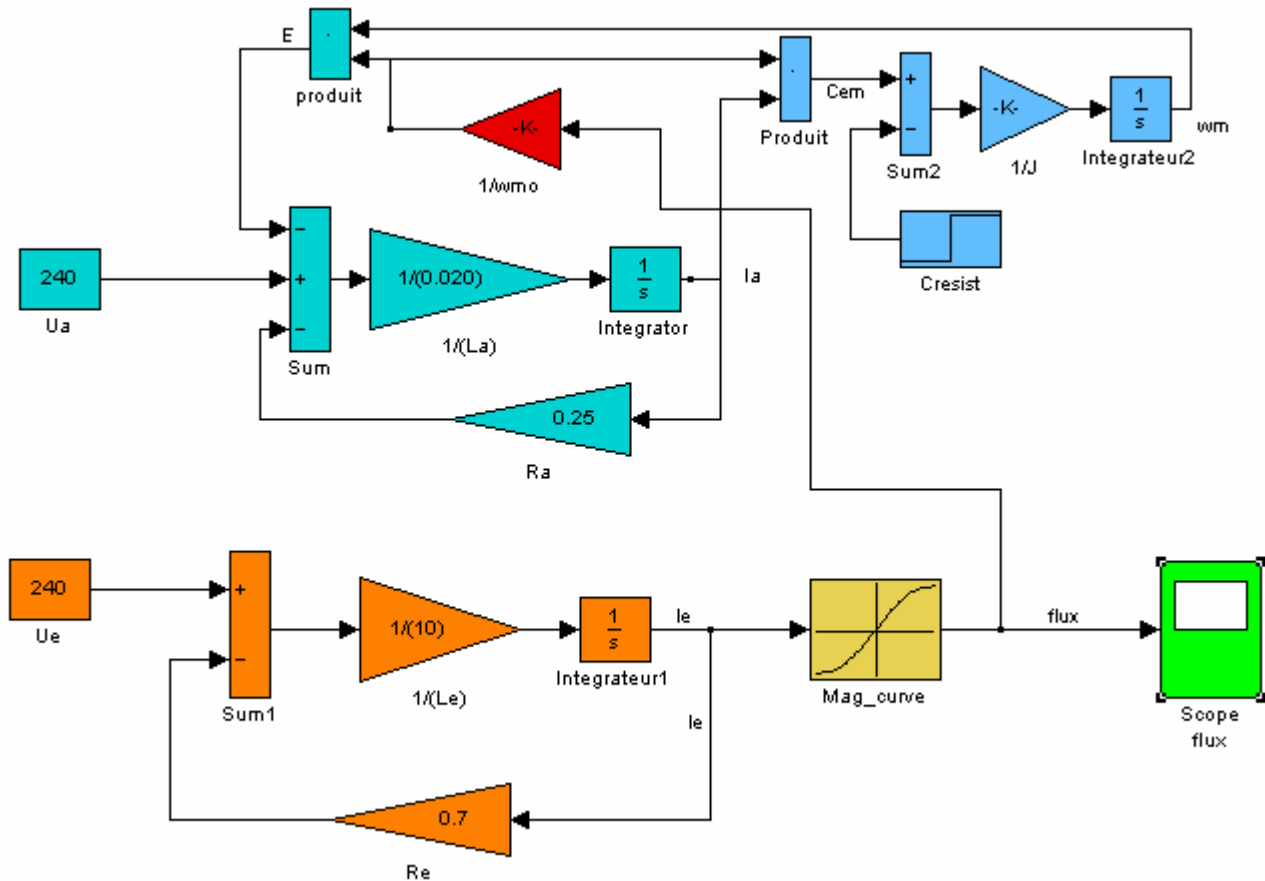 E
produit
Produit
Cem
+
−
Sum2
-K-
1/J
1
s
Integrateur2
wm
-K-
1/wmo
Cresist
240
Ua
−
+
−
Sum
1/(0.020)
1/(La)
1
s
Integrator
Ia
0.25
Ra
240
Ue
+
−
Sum1
1/(10)
1/(Le)
1
s
Integrateur1
Ie
Ie
Mag_curve
flux
Scope
flux
0.7
Re